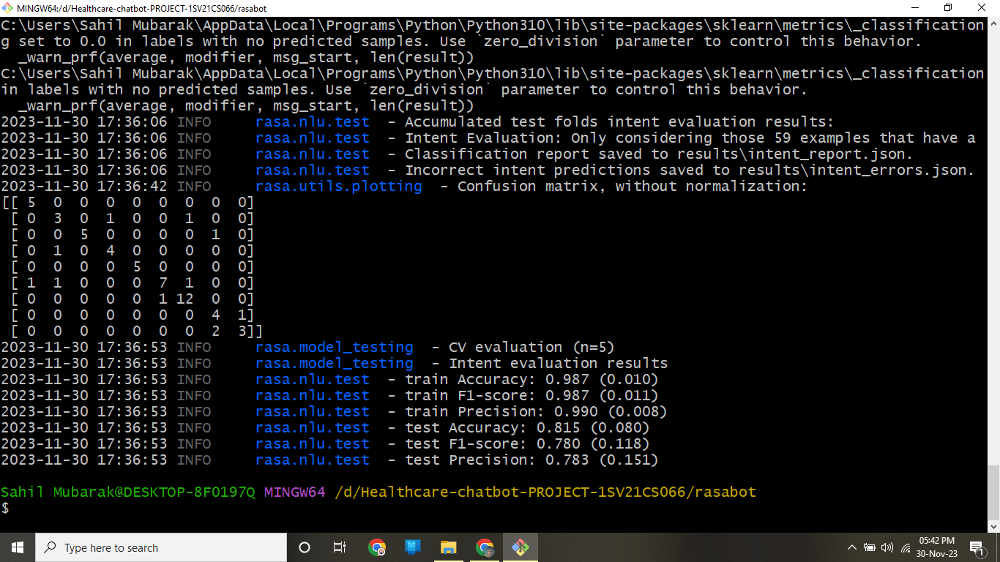 MINGW64:/d/Healthcare-chatbot-PROJECT-1SV21CS066/rasabot
C:\Users\Sahil Mubarak\AppData\Local\Programs\Python\Python310\lib\site-packages\sklearn\metrics\_classification
g set to 0.0 in labels with no predicted samples. Use `zero_division` parameter to control this behavior.
  _warn_prf(average, modifier, msg_start, len(result))
C:\Users\Sahil Mubarak\AppData\Local\Programs\Python\Python310\lib\site-packages\sklearn\metrics\_classification
in labels with no predicted samples. Use `zero_division` parameter to control this behavior.
  _warn_prf(average, modifier, msg_start, len(result))
2023-11-30 17:36:06 INFO     rasa.nlu.test  - Accumulated test folds intent evaluation results:
2023-11-30 17:36:06 INFO     rasa.nlu.test  - Intent Evaluation: Only considering those 59 examples that have a
2023-11-30 17:36:06 INFO     rasa.nlu.test  - Classification report saved to results\intent_report.json.
2023-11-30 17:36:06 INFO     rasa.nlu.test  - Incorrect intent predictions saved to results\intent_errors.json.
2023-11-30 17:36:42 INFO     rasa.utils.plotting  - Confusion matrix, without normalization:
[[ 5  0  0  0  0  0  0  0  0]
 [ 0  3  0  1  0  0  1  0  0]
 [ 0  0  5  0  0  0  0  1  0]
 [ 0  1  0  4  0  0  0  0  0]
 [ 0  0  0  0  5  0  0  0  0]
 [ 1  1  0  0  0  7  1  0  0]
 [ 0  0  0  0  0  1 12  0  0]
 [ 0  0  0  0  0  0  0  4  1]
 [ 0  0  0  0  0  0  0  2  3]]
2023-11-30 17:36:53 INFO     rasa.model_testing  - CV evaluation (n=5)
2023-11-30 17:36:53 INFO     rasa.model_testing  - Intent evaluation results
2023-11-30 17:36:53 INFO     rasa.nlu.test  - train Accuracy: 0.987 (0.010)
2023-11-30 17:36:53 INFO     rasa.nlu.test  - train F1-score: 0.987 (0.011)
2023-11-30 17:36:53 INFO     rasa.nlu.test  - train Precision: 0.990 (0.008)
2023-11-30 17:36:53 INFO     rasa.nlu.test  - test Accuracy: 0.815 (0.080)
2023-11-30 17:36:53 INFO     rasa.nlu.test  - test F1-score: 0.780 (0.118)
2023-11-30 17:36:53 INFO     rasa.nlu.test  - test Precision: 0.783 (0.151)
Sahil Mubarak@DESKTOP-8F0197Q MINGW64 /d/Healthcare-chatbot-PROJECT-1SV21CS066/rasabot
$
Type here to search
05:42 PM
30-Nov-23
1